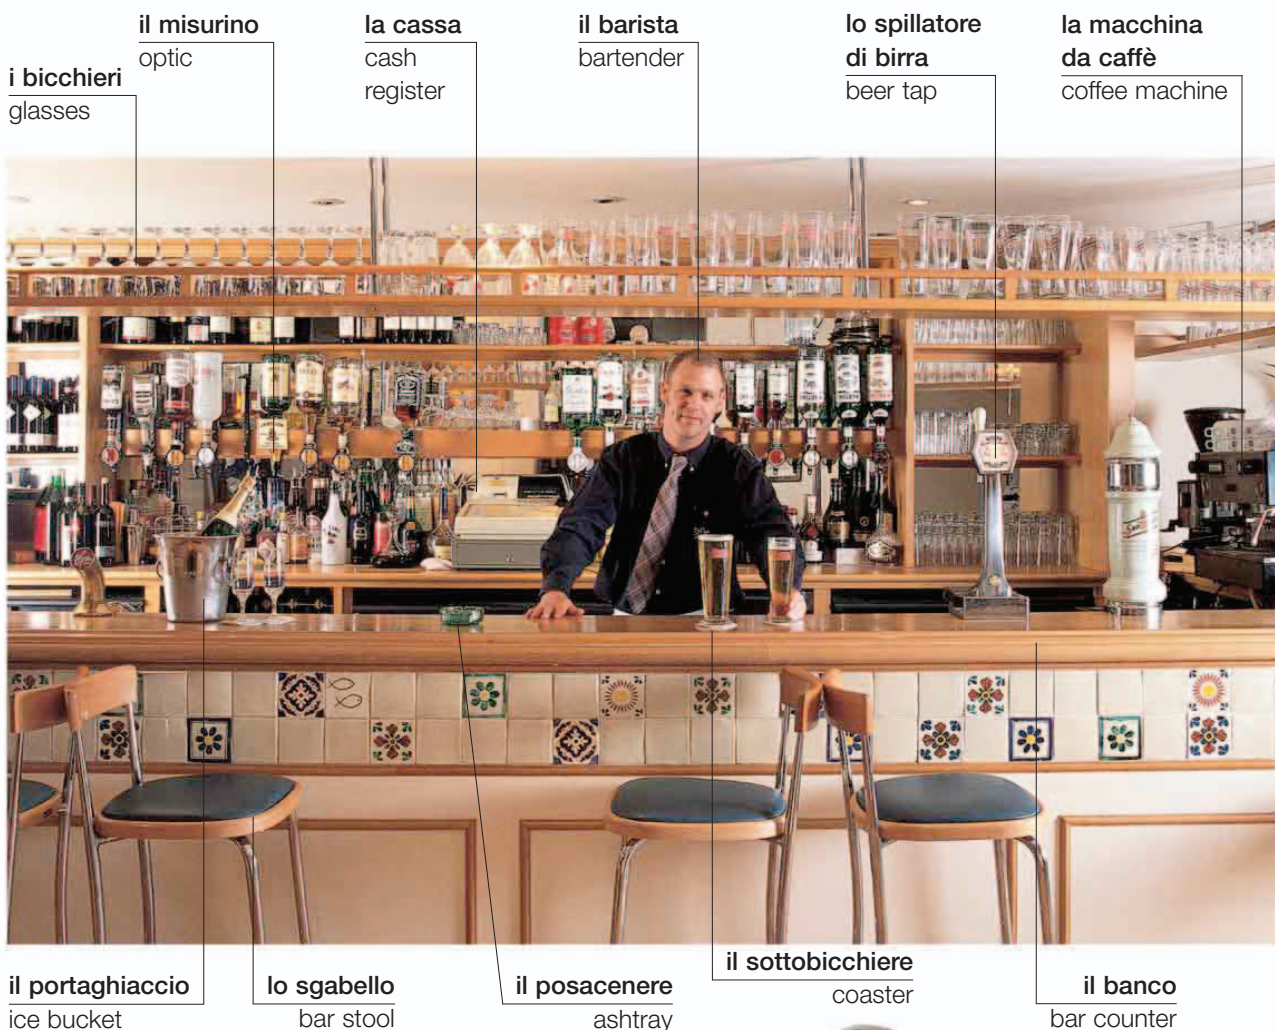 il misurino
optic
la cassa
cash
register
il barista
bartender
lo spillatore
di birra
beer tap
la macchina
da caffè
coffee machine
i bicchieri
glasses
il portaghiaccio
ice bucket
lo sgabello
bar stool
il posacenere
ashtray
il sottobicchiere
coaster
il banco
bar counter